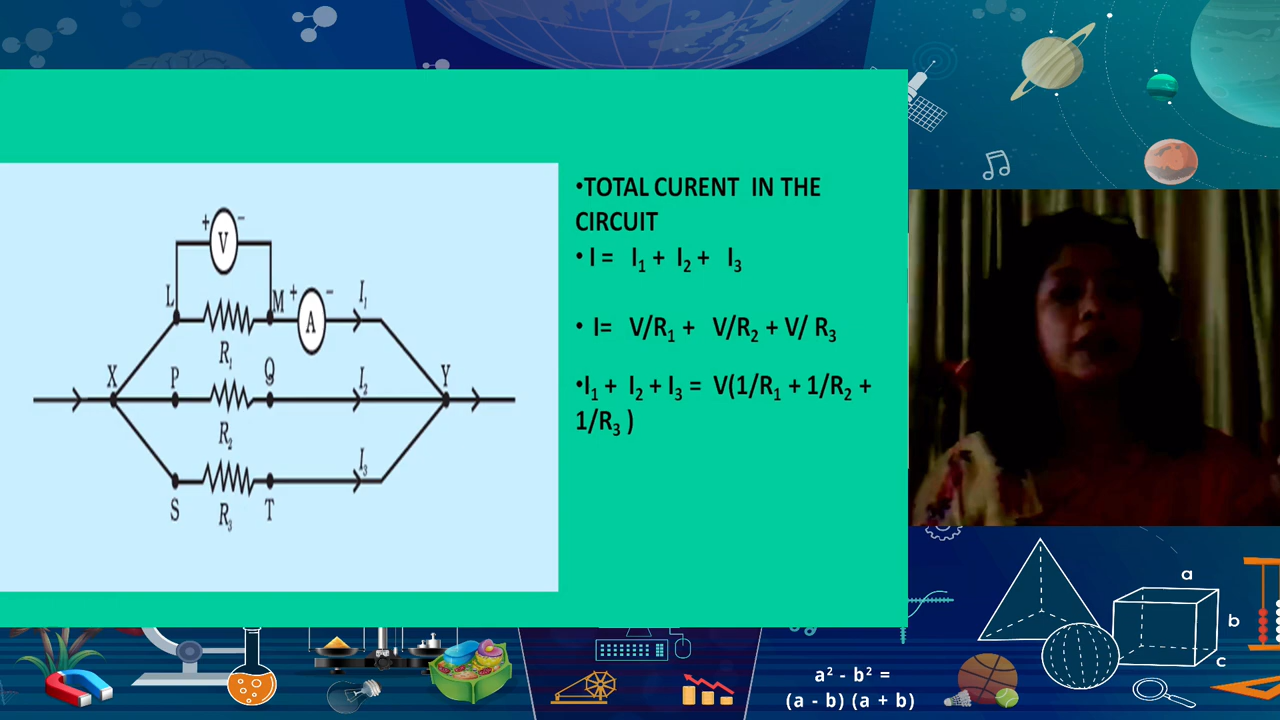 •TOTAL CURENT IN THE
CIRCUIT
• I = I₁ + I₂ + I₃
• I= V/R₁ + V/R₂ + V/ R₃
•I₁ + I₂ + I₃ = V(1/R₁ + 1/R₂ +
1/R₃ )
+ V −
L M + A − I₁
R₁
X P Q I₂ Y
R₂
I₃
S R₃ T
a
b
c
a² - b² =
(a - b) (a + b)